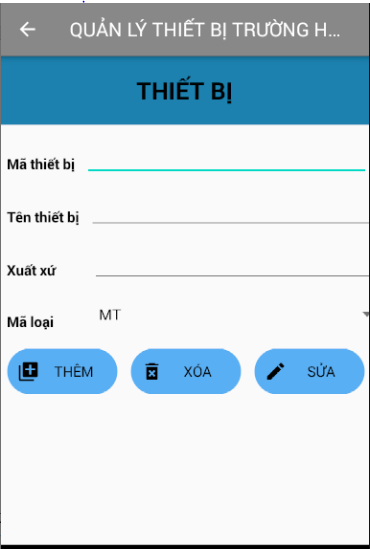 QUẢN LÝ THIẾT BỊ TRƯỜNG H...
THIẾT BỊ
Mã thiết bị
Tên thiết bị
Xuất xứ
Mã loại MT
THÊM XÓA SỬA